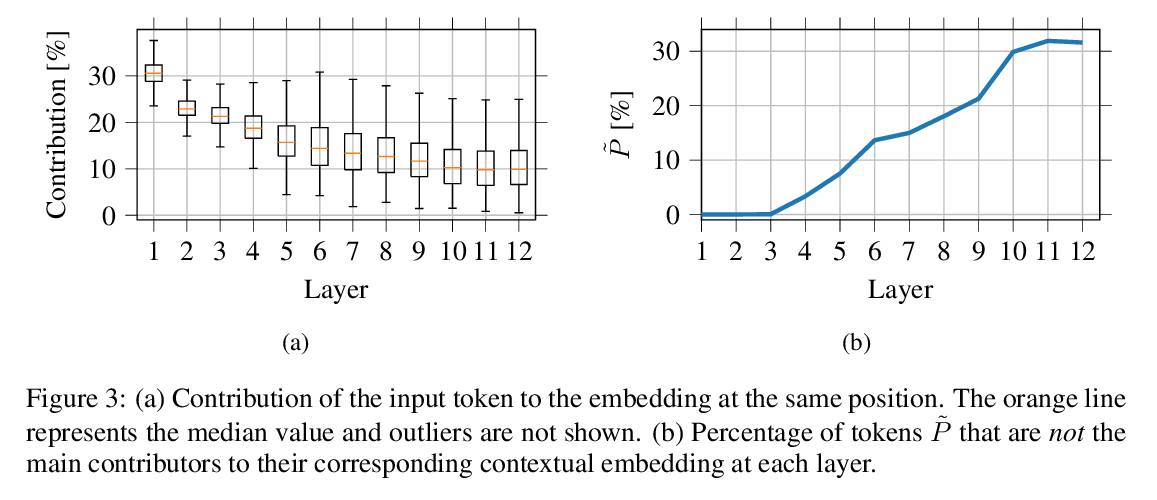 Contribution [%]
30
20
10
0
1 2 3 4 5 6 7 8 9 10 11 12
Layer
(a)
P̃ [%]
30
20
10
0
1 2 3 4 5 6 7 8 9 10 11 12
Layer
(b)
Figure 3: (a) Contribution of the input token to the embedding at the same position. The orange line
represents the median value and outliers are not shown. (b) Percentage of tokens P̃ that are not the
main contributors to their corresponding contextual embedding at each layer.